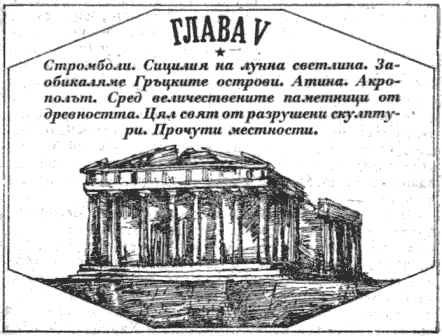 ГЛАВА V
★
Стромболи. Сицилия на лунна светлина. За-
обикаляме Гръцките острови. Атина. Акро-
полът. Сред величествените паметници от
древността. Цял свят от разрушени скулпту-
ри. Прочути местности.